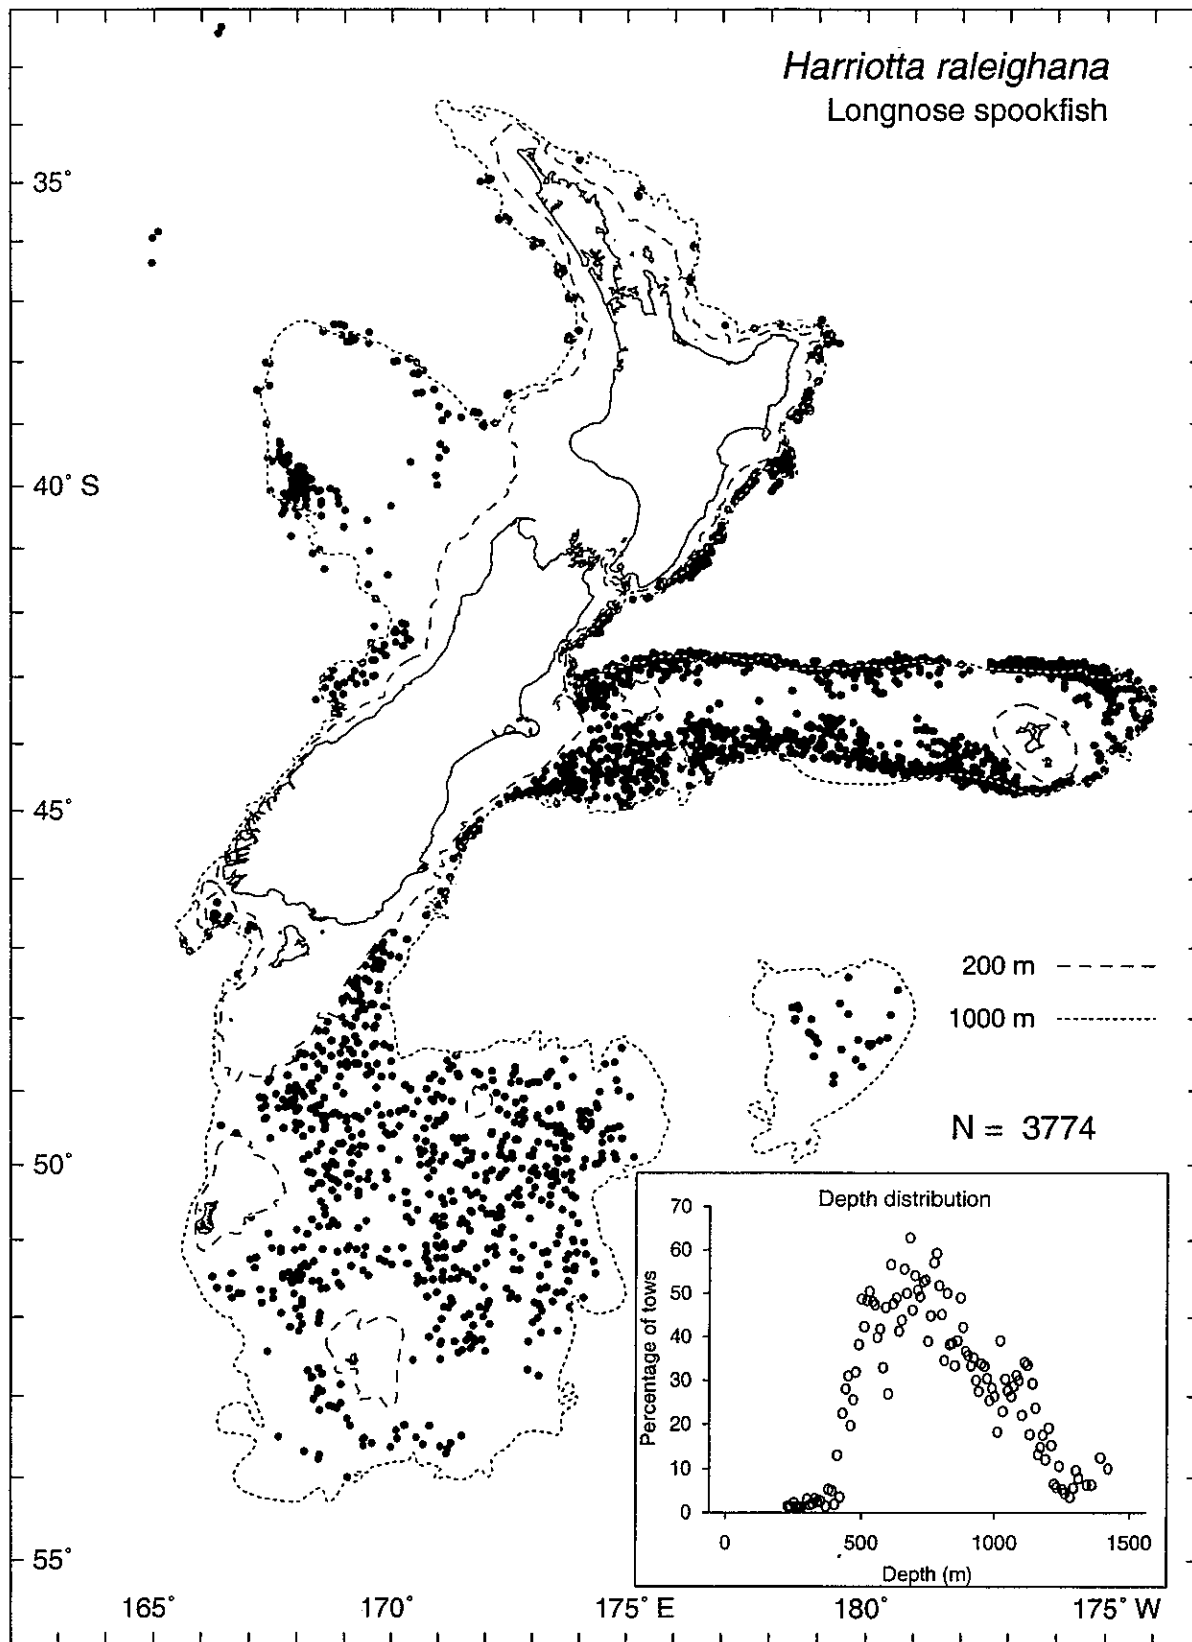 Harriotta raleighana
Longnose spookfish
35°
40° S
45°
50°
55°
200 m
1000 m
N = 3774
Depth distribution
70
60
50
40
30
20
10
0
Percentage of tows
0 500 1000 1500
Depth (m)
165° 170° 175° E 180° 175° W